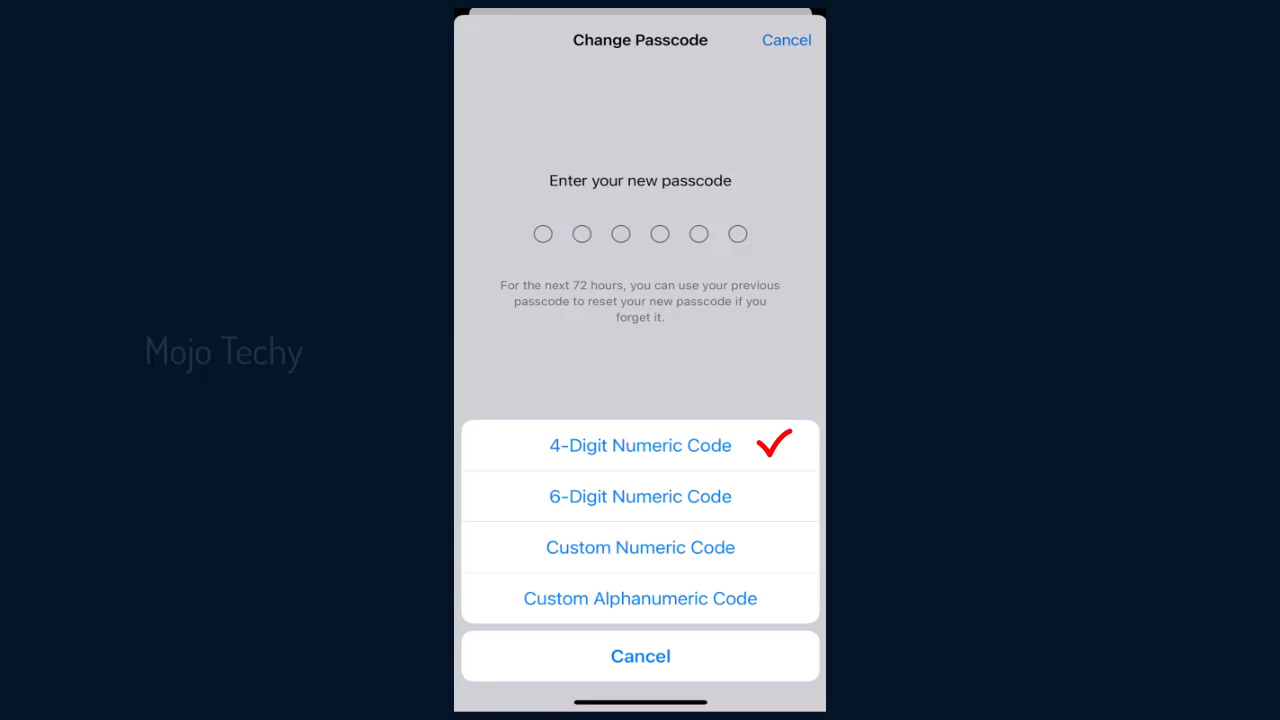 Change Passcode
Cancel
Enter your new passcode
For the next 72 hours, you can use your previous
passcode to reset your new passcode if you
forget it.
Mojo Techy
4-Digit Numeric Code
6-Digit Numeric Code
Custom Numeric Code
Custom Alphanumeric Code
Cancel